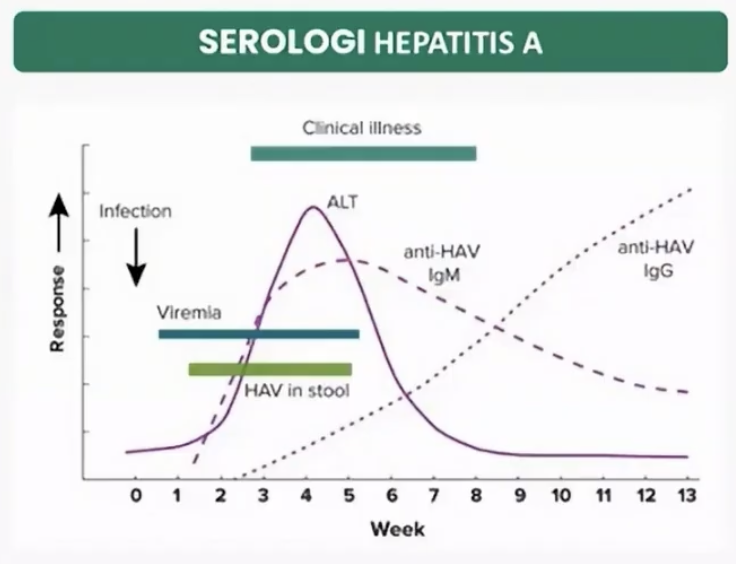 SEROLOGI HEPATITIS A
Clinical illness
ALT
Infection
anti-HAV
IgM
anti-HAV
IgG
Response
Viremia
HAV in stool
0 1 2 3 4 5 6 7 8 9 10 11 12 13
Week